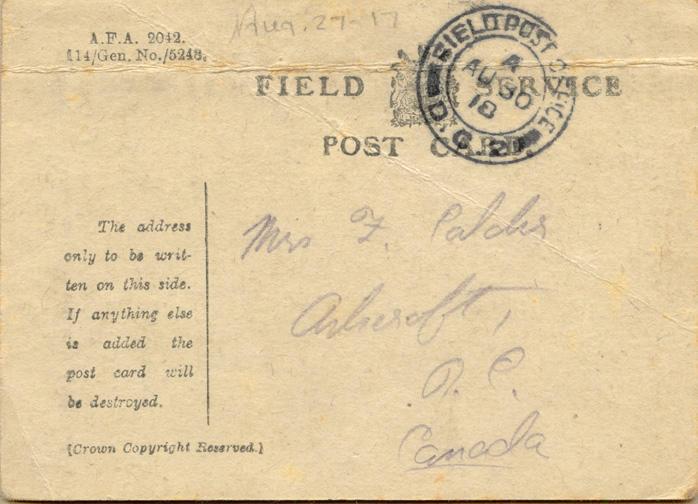 A.F.A. 2042.
114/Gen. No./5248.
Aug. 27-17
FIELD SERVICE
POST CARD.
FIELD POST OFFICE
A
AU 30
18
D. C. 2
The address
only to be writ-
ten on this side.
If anything else
is added the
post card will
be destroyed.
[Crown Copyright Reserved.]
Mrs F. Calder
Ashcroft,
B. C.
Canada